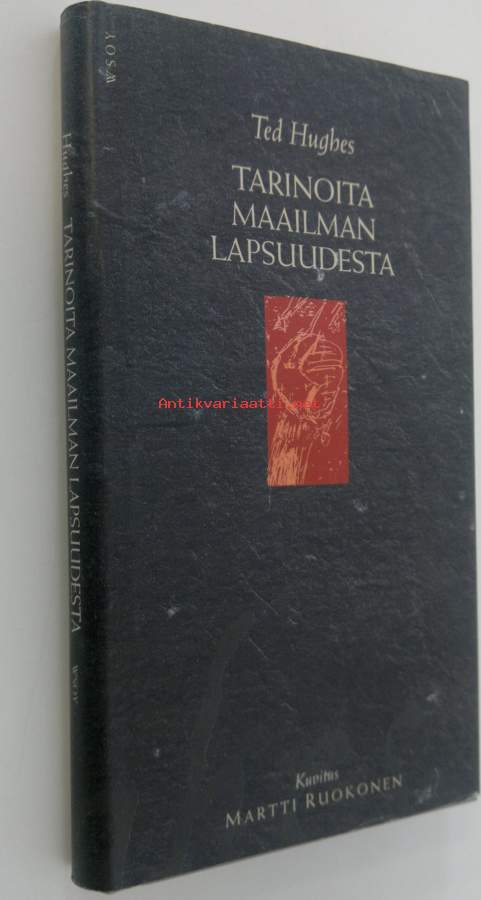 WSOY
Ted Hughes
TARINOITA
MAAILMAN
LAPSUUDESTA
Antikvariaatti.net
Kuvitus
MARTTI RUOKONEN
Hughes TARINOITA MAAILMAN LAPSUUDESTA WSOY